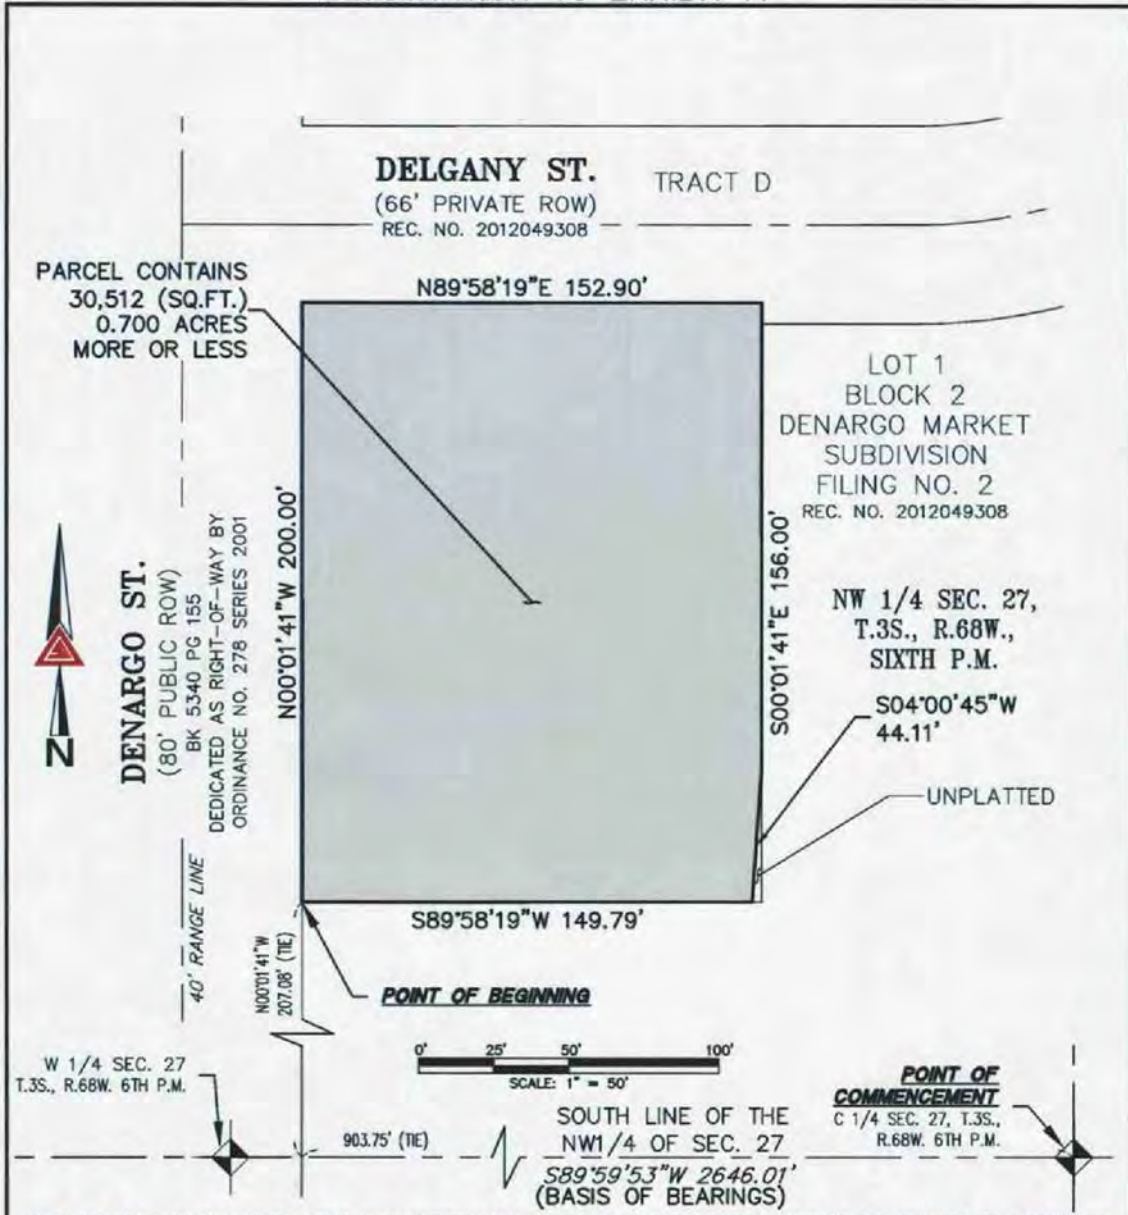 DELGANY ST.
TRACT D
(66' PRIVATE ROW)
REC. NO. 2012049308
PARCEL CONTAINS
30,512 (SQ.FT.)
0.700 ACRES
MORE OR LESS
N89°58'19"E 152.90'
LOT 1
BLOCK 2
DENARGO MARKET
SUBDIVISION
FILING NO. 2
REC. NO. 2012049308
N00°01'41"W 200.00'
S00°01'41"E 156.00'
DENARGO ST.
(80' PUBLIC ROW)
BK 5340 PG 155
DEDICATED AS RIGHT-OF-WAY BY
ORDINANCE NO. 278 SERIES 2001
N
NW 1/4 SEC. 27,
T.3S., R.68W.,
SIXTH P.M.
S04°00'45"W
44.11'
UNPLATTED
40' RANGE LINE
S89°58'19"W 149.79'
N00°01'41"W
207.08' (TIE)
POINT OF BEGINNING
0' 25' 50' 100'
SCALE: 1" = 50'
W 1/4 SEC. 27
T.3S., R.68W. 6TH P.M.
POINT OF
COMMENCEMENT
C 1/4 SEC. 27, T.3S.,
R.68W. 6TH P.M.
903.75' (TIE)
SOUTH LINE OF THE
NW1/4 OF SEC. 27
S89°59'53"W 2646.01'
(BASIS OF BEARINGS)